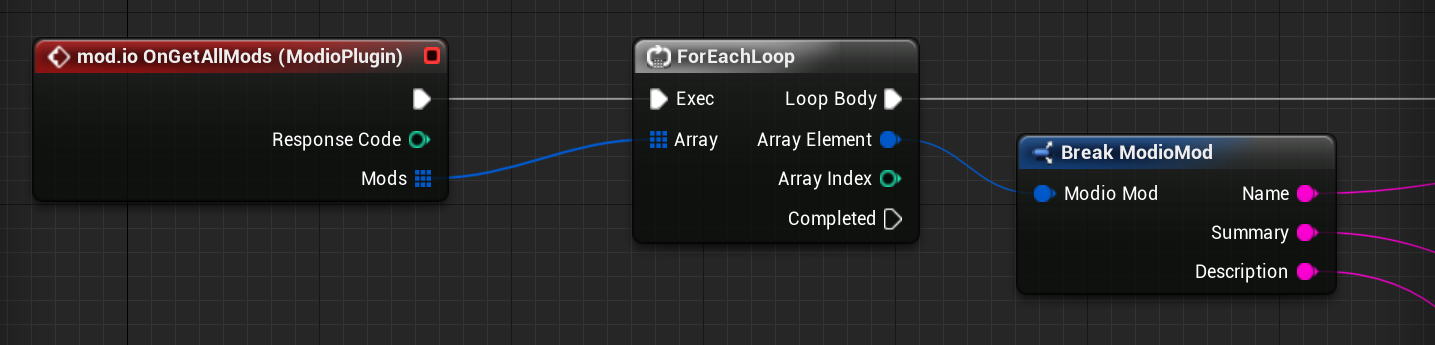 mod.io OnGetAllMods (ModioPlugin)
Response Code
Mods
ForEachLoop
Exec
Loop Body
Array
Array Element
Array Index
Completed
Break ModioMod
Modio Mod
Name
Summary
Description